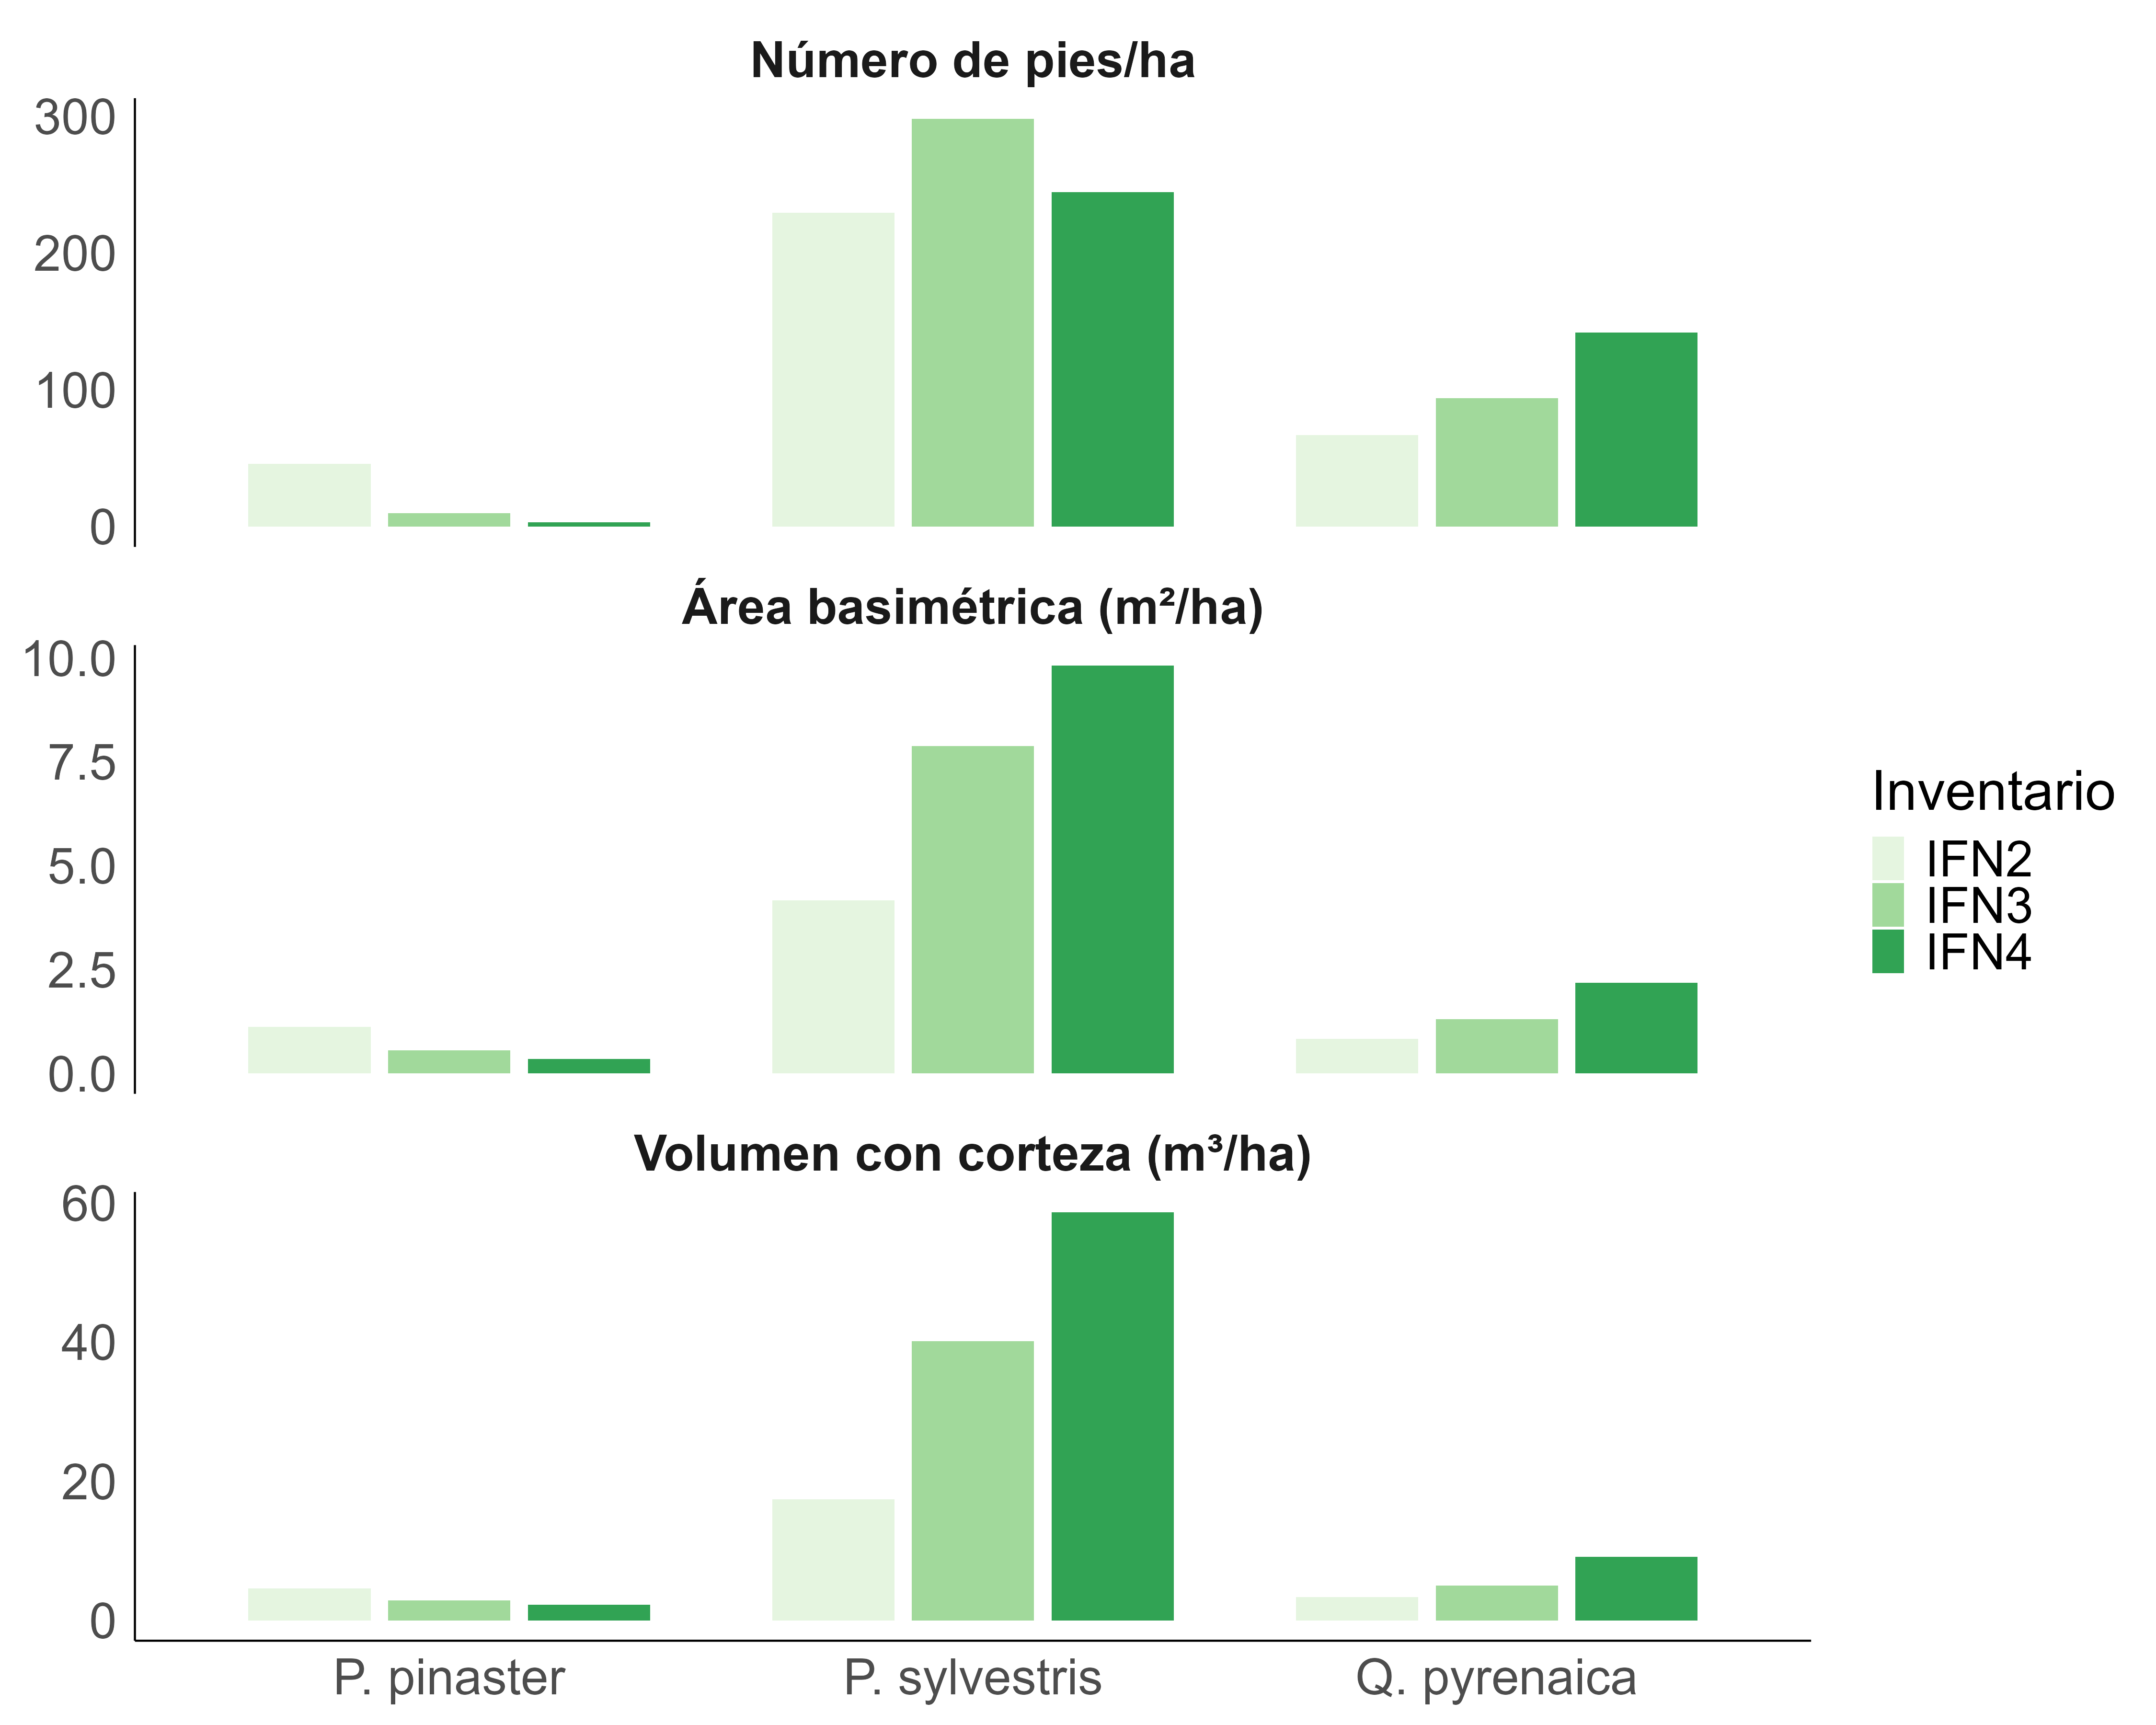 Número de pies/ha
300
200
100
0
Área basimétrica (m²/ha)
10.0
7.5
5.0
2.5
0.0
Volumen con corteza (m³/ha)
60
40
20
0
P. pinaster
P. sylvestris
Q. pyrenaica
Inventario
IFN2
IFN3
IFN4